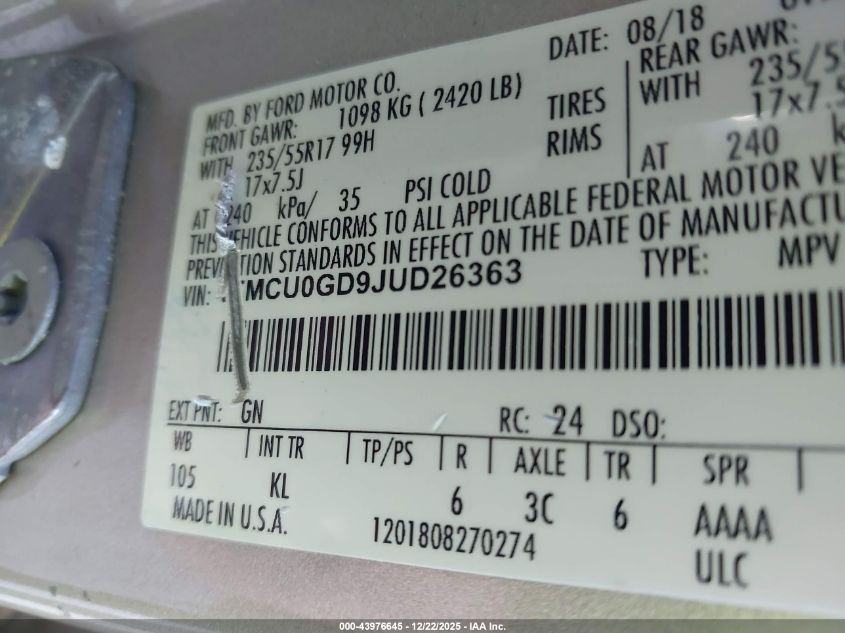 DATE: 08/18
MFD. BY FORD MOTOR CO.
FRONT GAWR: 1098 KG ( 2420 LB)
REAR GAWR:
WITH 235/55R17 99H TIRES WITH 235/55
17x7.5J RIMS 17x7.5
AT 240 kPa/ 35 PSI COLD AT 240 k
THIS VEHICLE CONFORMS TO ALL APPLICABLE FEDERAL MOTOR VE
PREVENTION STANDARDS IN EFFECT ON THE DATE OF MANUFACTU
VIN: MCU0GD9JUD26363 TYPE: MPV
EXT PNT: GN RC: 24 DSO:
WB INT TR TP/PS R AXLE TR SPR
105 KL 6 3C 6 AAAA
MADE IN U.S.A. 1201808270274 ULC
000-43976645 - 12/22/2025 - IAA Inc.